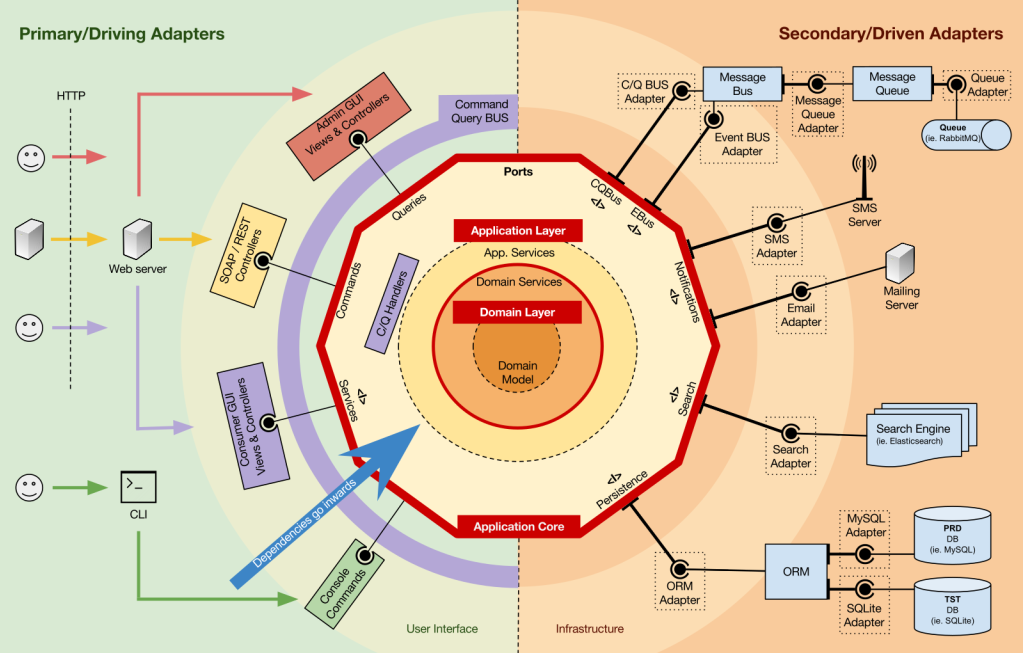 Primary/Driving Adapters
Secondary/Driven Adapters
HTTP
Web server
CLI
Admin GUI
Views & Controllers
SOAP / REST
Controllers
Consumer GUI
Views & Controllers
Console
Commands
Command
Query BUS
Dependencies go inwards
Ports
Queries
Commands
Services
</>
C/Q Handlers
Application Layer
App. Services
Domain Services
Domain Layer
Domain
Model
Application Core
CQBus
</>
EBus
</>
Notifications
</>
Search
</>
Persistence
</>
C/Q BUS
Adapter
Message
Bus
Event BUS
Adapter
Message
Queue
Adapter
Message
Queue
Queue
Adapter
Queue
(ie. RabbitMQ)
SMS
Server
SMS
Adapter
Mailing
Server
Email
Adapter
Search
Adapter
Search Engine
(ie. Elasticsearch)
ORM
Adapter
ORM
MySQL
Adapter
PRD
DB
(ie. MySQL)
SQLite
Adapter
TST
DB
(ie. SQLite)
User Interface
Infrastructure